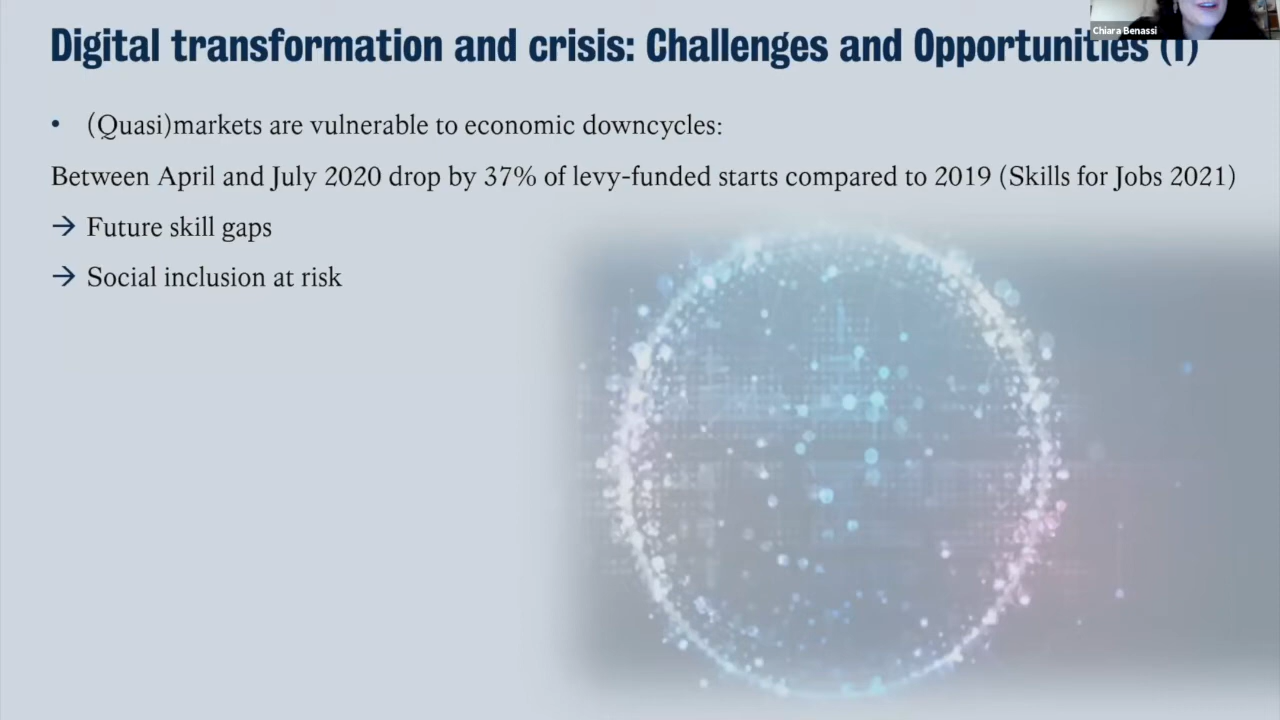 Digital transformation and crisis: Challenges and Opportunities (I)
Chiara Benassi
• (Quasi)markets are vulnerable to economic downcycles:
Between April and July 2020 drop by 37% of levy-funded starts compared to 2019 (Skills for Jobs 2021)
→ Future skill gaps
→ Social inclusion at risk